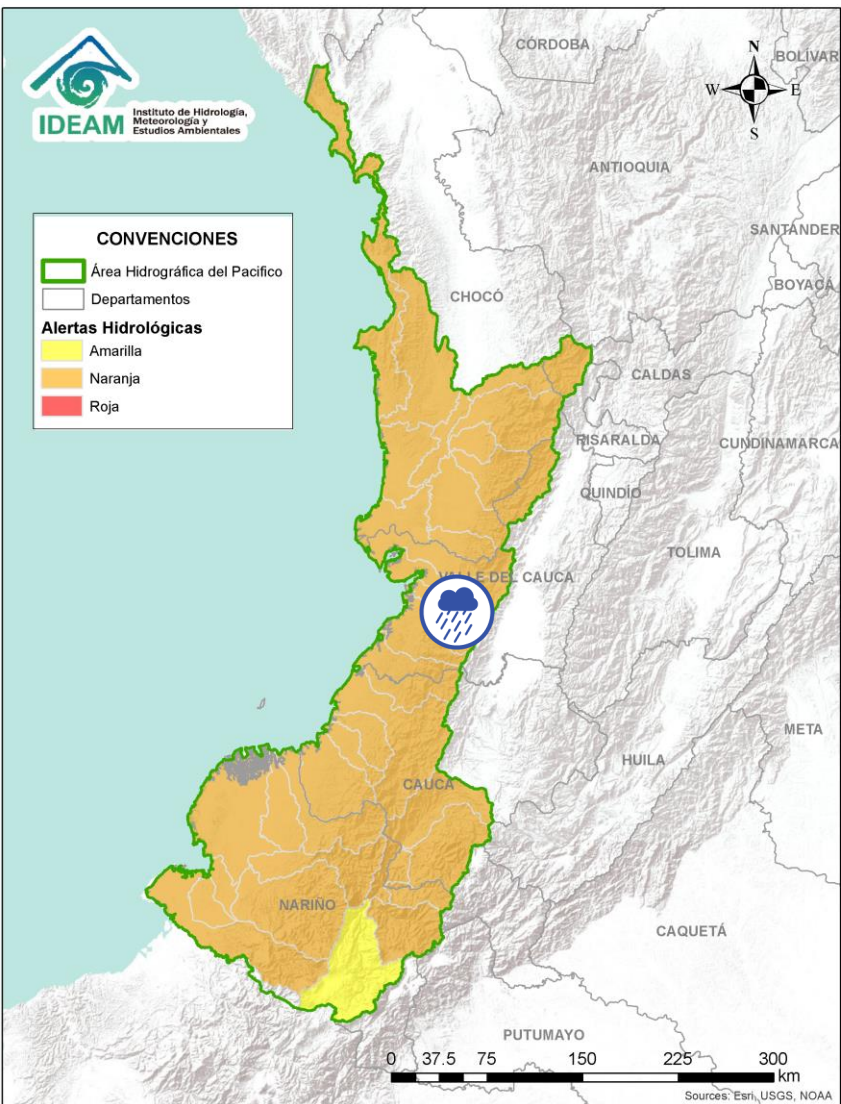 IDEAM
Instituto de Hidrología,
Meteorología y
Estudios Ambientales
CONVENCIONES
Área Hidrográfica del Pacifico
Departamentos
Alertas Hidrológicas
Amarilla
Naranja
Roja
N
W
E
S
CÓRDOBA
BOLÍVAR
ANTIOQUIA
SANTANDER
BOYACÁ
CHOCÓ
CALDAS
RISARALDA
CUNDINAMARCA
QUINDÍO
TOLIMA
VALLE DEL CAUCA
META
HUILA
CAUCA
NARIÑO
CAQUETÁ
PUTUMAYO
0 37.5 75 150 225 300
km
Sources: Esri, USGS, NOAA